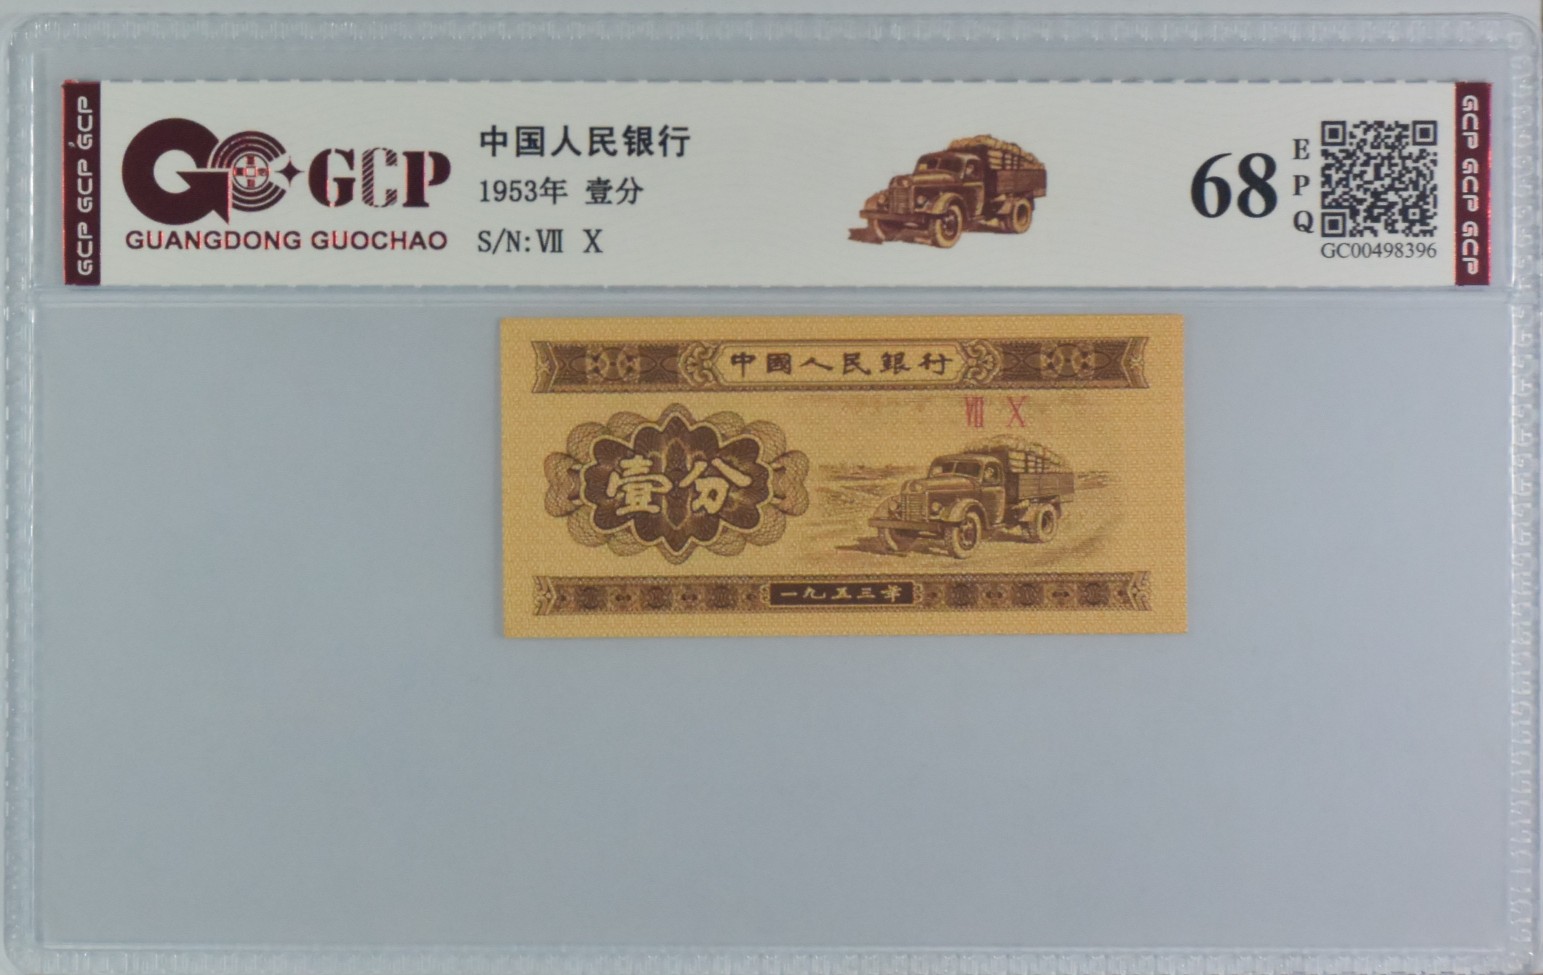 GCP GCP GCP
GCP
GUANGDONG GUOCHAO
中国人民银行
1953年 壹分
S/N:Ⅶ Ⅹ
68
EPQ
GC00498396
GCP GCP GCP
中國人民銀行
Ⅶ Ⅹ
壹分
一九五三年